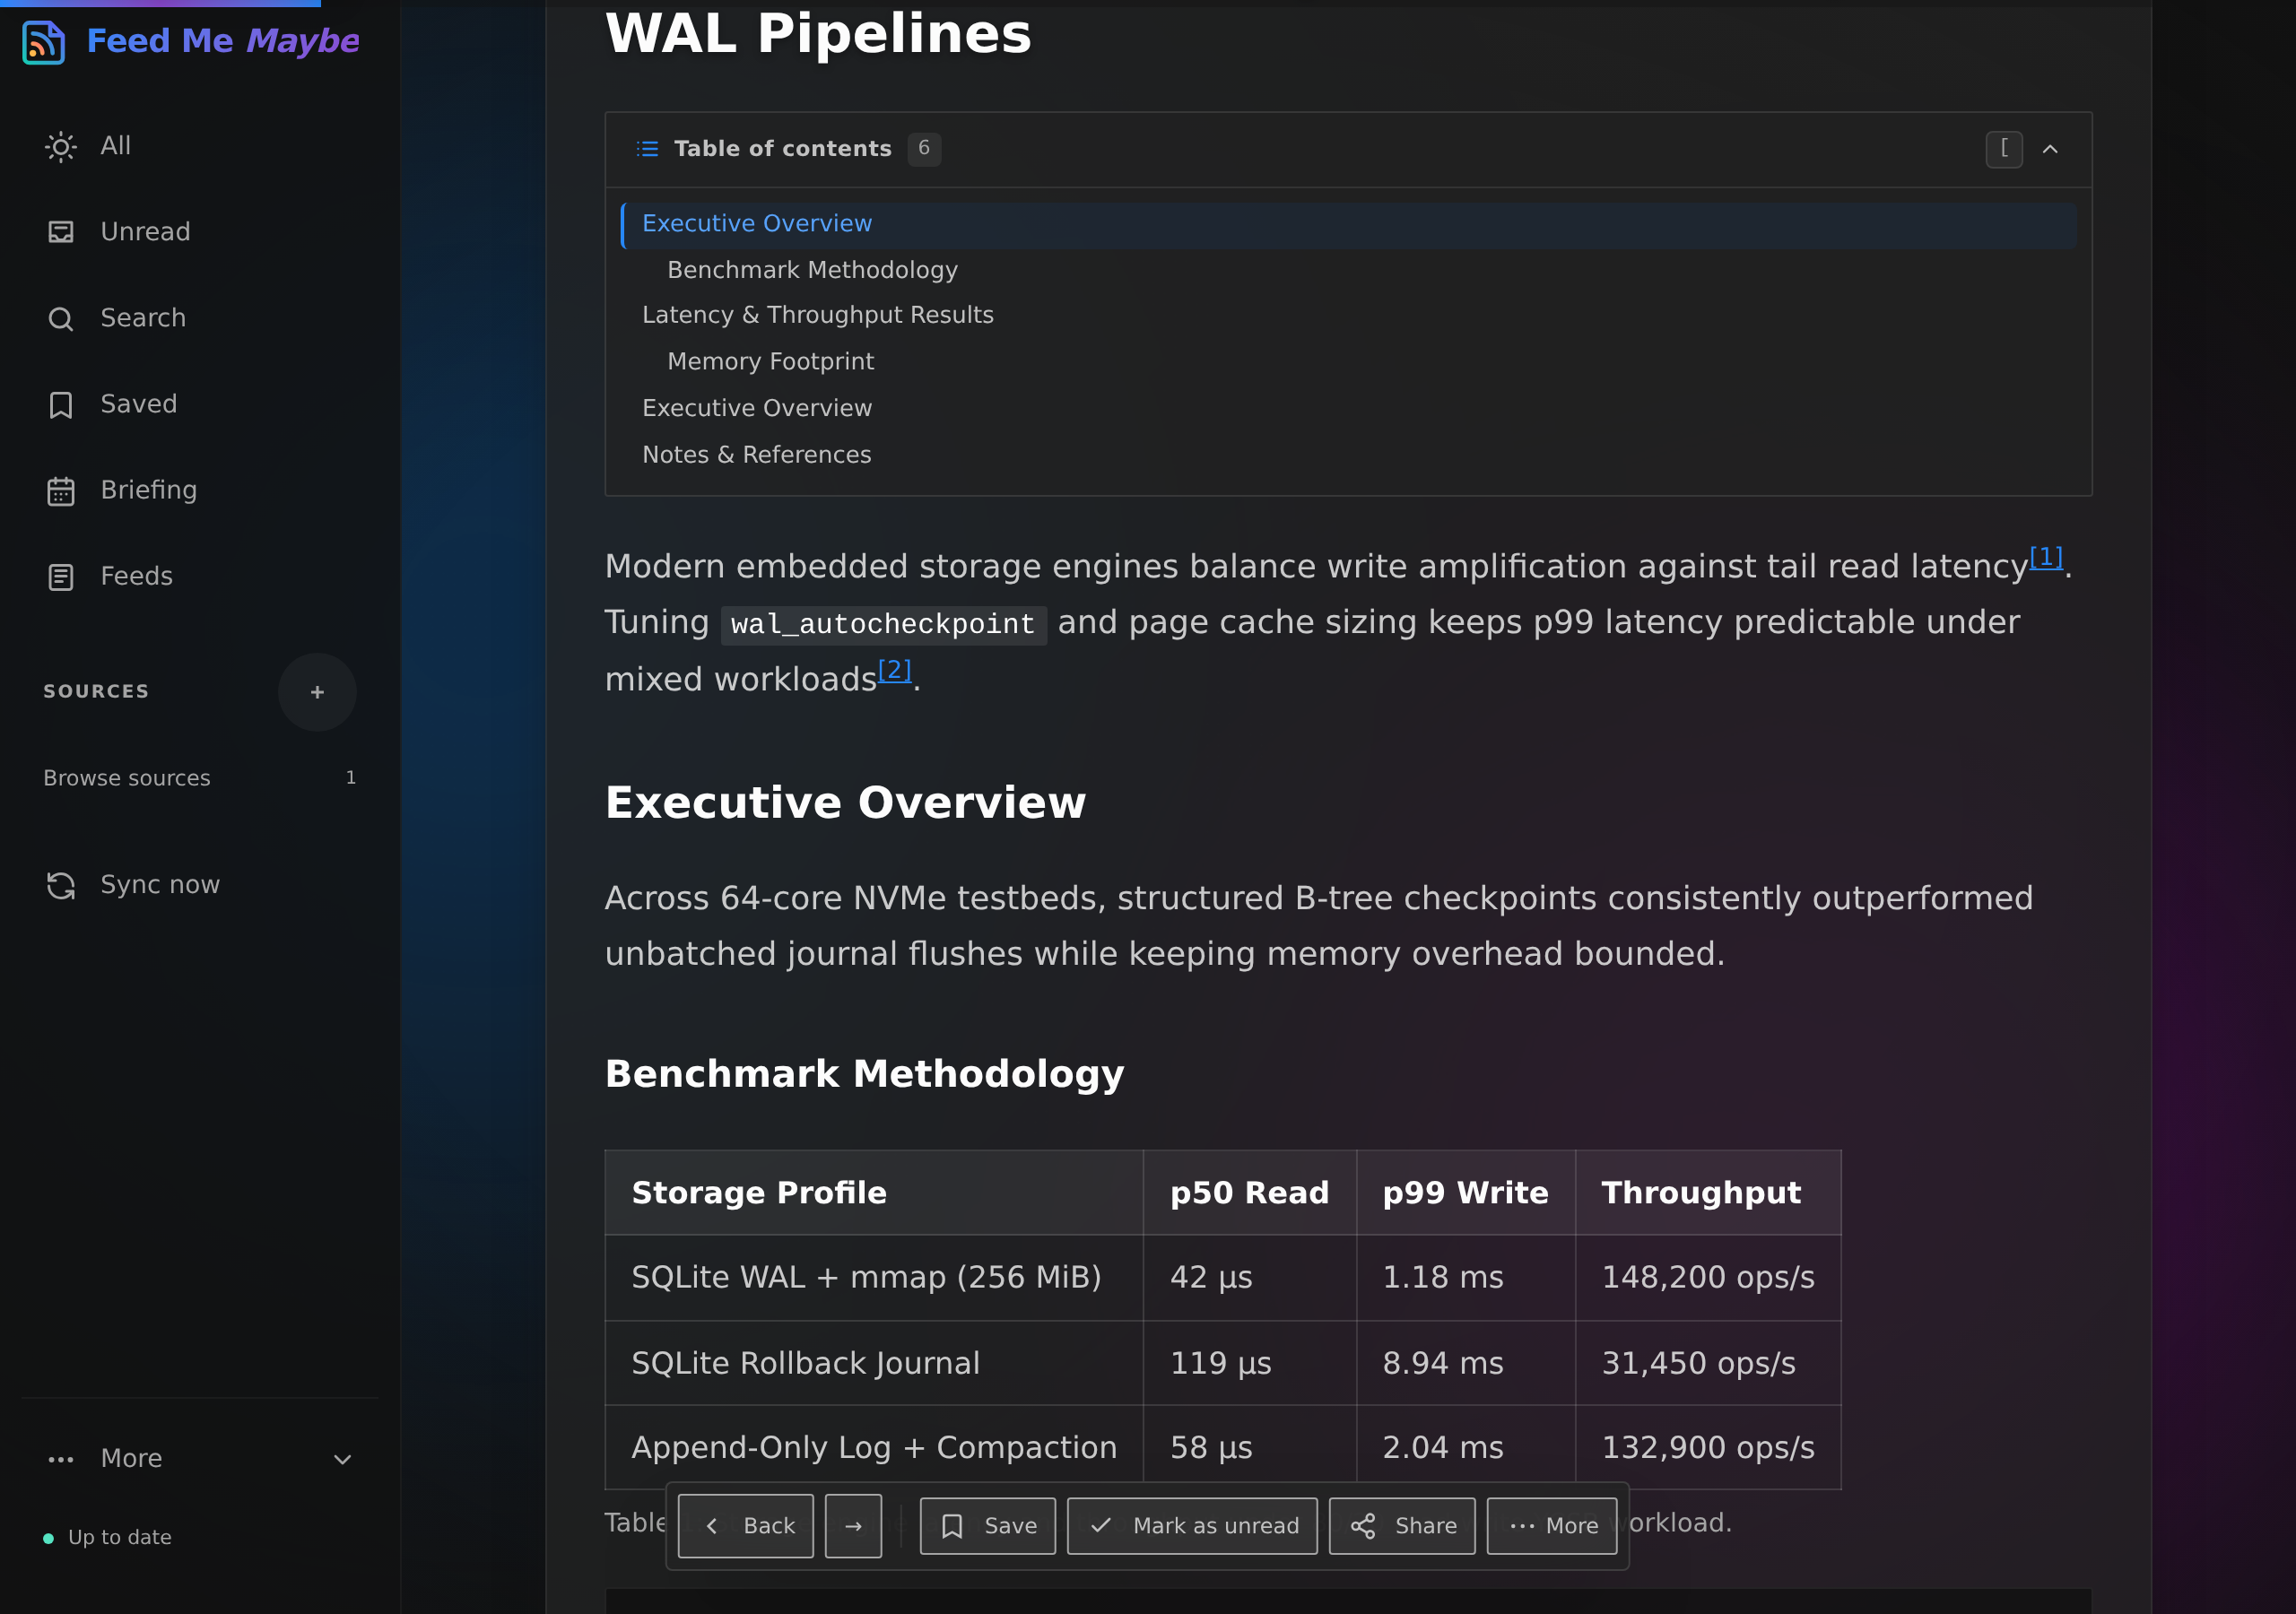 Feed Me Maybe
All
Unread
Search
Saved
Briefing
Feeds
SOURCES +
Browse sources 1
Sync now
More
Up to date
WAL Pipelines
Table of contents 6 [
Executive Overview
Benchmark Methodology
Latency & Throughput Results
Memory Footprint
Executive Overview
Notes & References
Modern embedded storage engines balance write amplification against tail read latency[1].
Tuning wal_autocheckpoint and page cache sizing keeps p99 latency predictable under
mixed workloads[2].
Executive Overview
Across 64-core NVMe testbeds, structured B-tree checkpoints consistently outperformed
unbatched journal flushes while keeping memory overhead bounded.
Benchmark Methodology
Storage Profile p50 Read p99 Write Throughput
SQLite WAL + mmap (256 MiB) 42 µs 1.18 ms 148,200 ops/s
SQLite Rollback Journal 119 µs 8.94 ms 31,450 ops/s
Append-Only Log + Compaction 58 µs 2.04 ms 132,900 ops/s
Table
Back → Save Mark as unread Share More